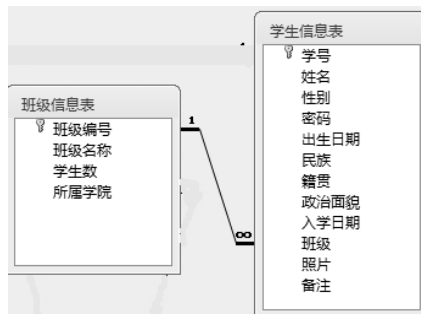 班级信息表
班级编号
班级名称
学生数
所属学院
1
∞
学生信息表
学号
姓名
性别
密码
出生日期
民族
籍贯
政治面貌
入学日期
班级
照片
备注